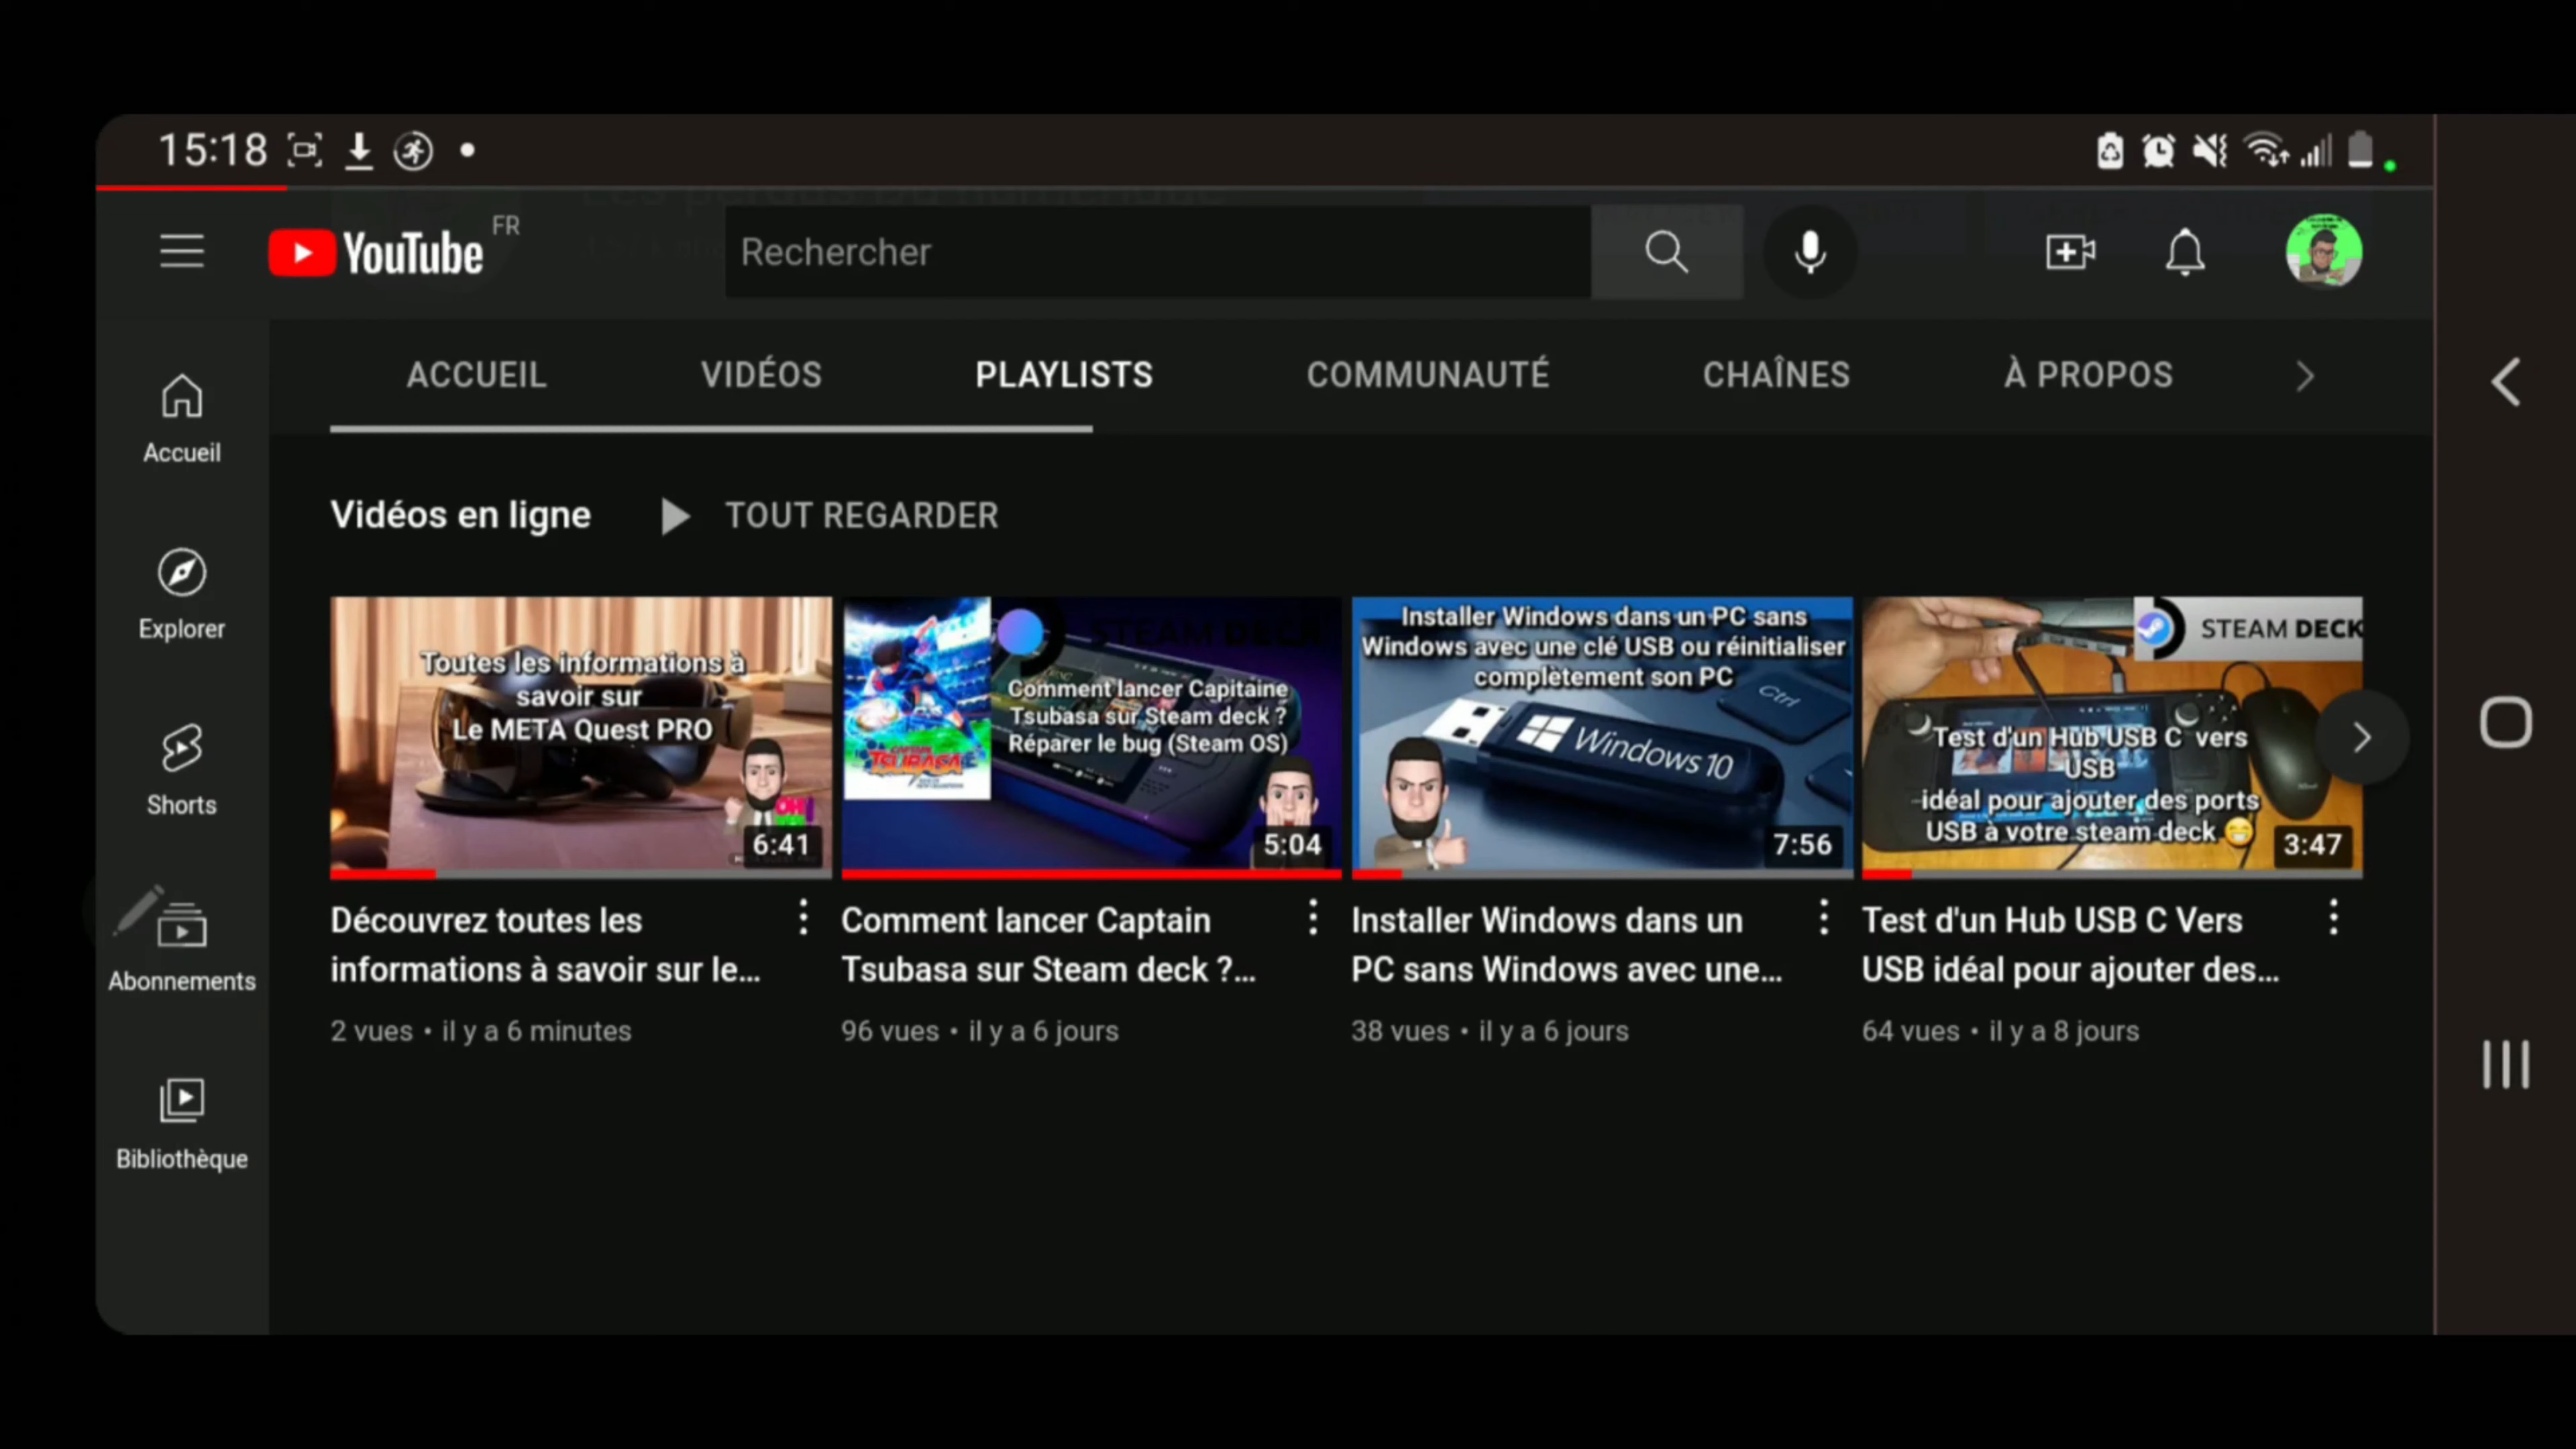 15:18
FR
YouTube
Rechercher
ACCUEIL VIDÉOS PLAYLISTS COMMUNAUTÉ CHAÎNES À PROPOS
Accueil
Explorer
Shorts
Abonnements
Bibliothèque
Vidéos en ligne TOUT REGARDER
Toutes les informations à
savoir sur
Le META Quest PRO
OH!
6:41
Découvrez toutes les
informations à savoir sur le...
2 vues • il y a 6 minutes
STEAM DECK
Comment lancer Capitaine
Tsubasa sur Steam deck ?
Réparer le bug (Steam OS)
CAPTAIN
TSUBASA
5:04
Comment lancer Captain
Tsubasa sur Steam deck ?...
96 vues • il y a 6 jours
Installer Windows dans un PC sans
Windows avec une clé USB ou réinitialiser
complètement son PC
Ctrl
Windows 10
7:56
Installer Windows dans un
PC sans Windows avec une...
38 vues • il y a 6 jours
STEAM DECK
Test d'un Hub USB C vers
USB
idéal pour ajouter des ports
USB à votre steam deck
3:47
Test d'un Hub USB C Vers
USB idéal pour ajouter des...
64 vues • il y a 8 jours